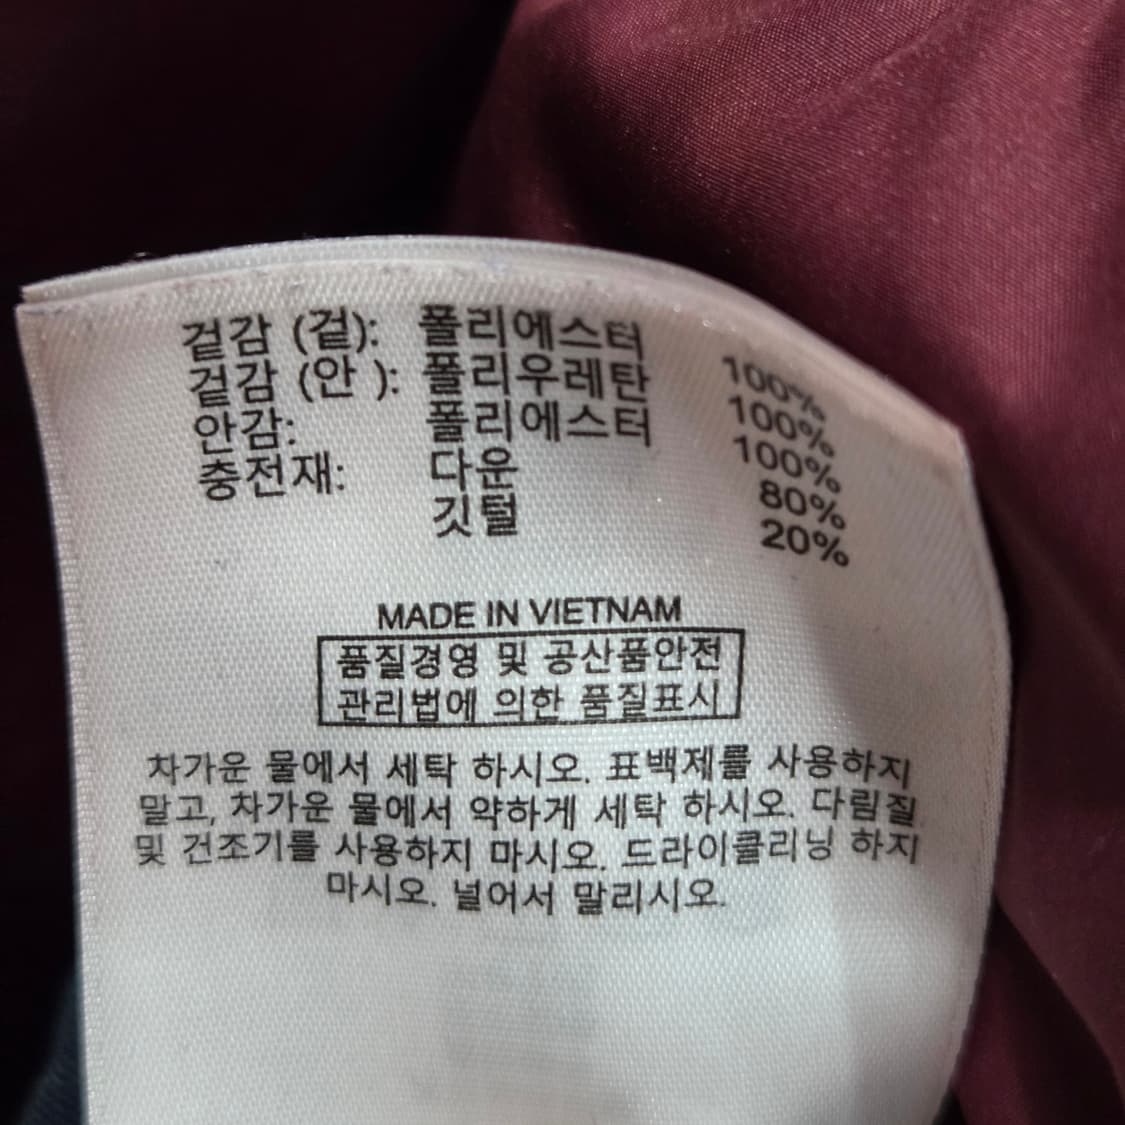 겉감 (겉): 폴리에스터 100%
겉감 (안 ): 폴리우레탄 100%
안감: 폴리에스터 100%
충전재: 다운 80%
깃털 20%
MADE IN VIETNAM
품질경영 및 공산품안전
관리법에 의한 품질표시
차가운 물에서 세탁 하시오. 표백제를 사용하지
말고, 차가운 물에서 약하게 세탁 하시오. 다림질
및 건조기를 사용하지 마시오. 드라이클리닝 하지
마시오. 널어서 말리시오.